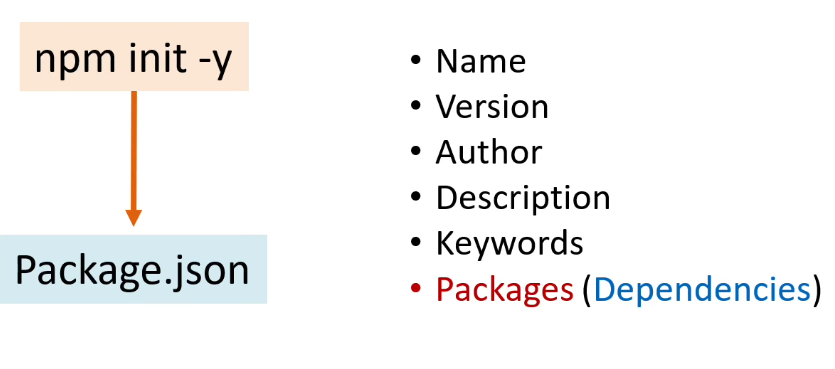 npm init -y
Package.json
• Name
• Version
• Author
• Description
• Keywords
• Packages (Dependencies)